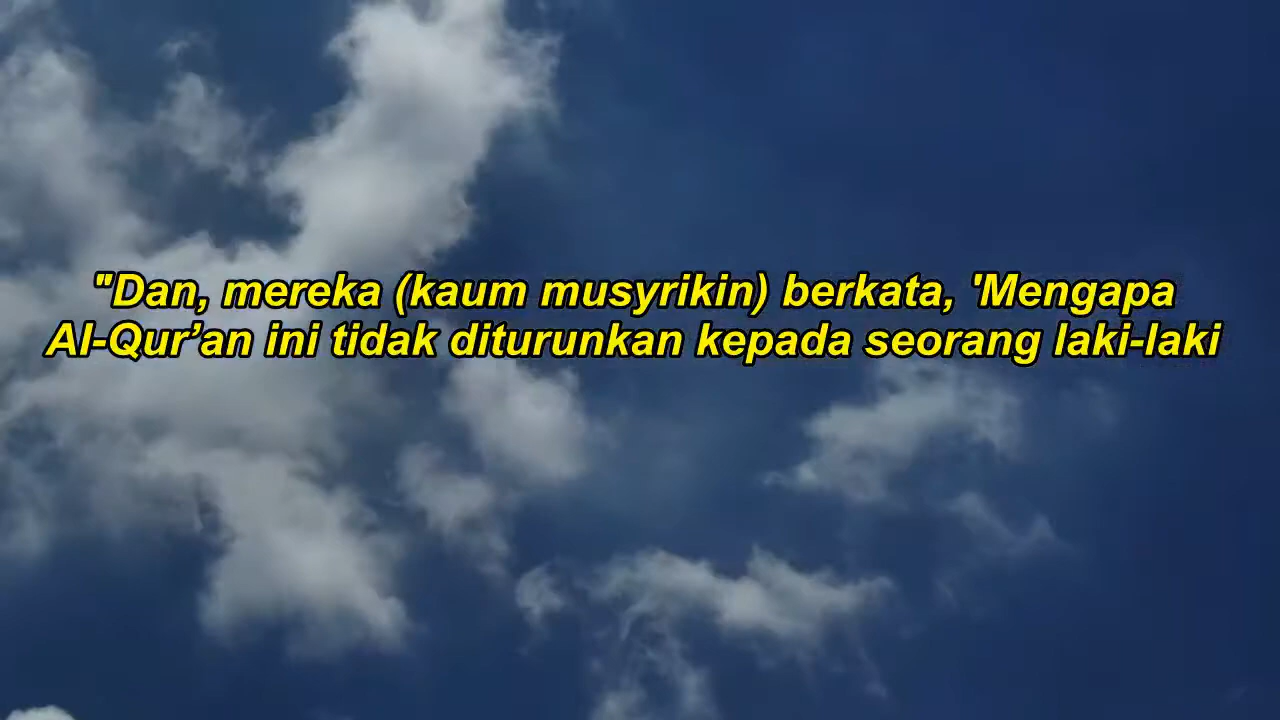 "Dan, mereka (kaum musyrikin) berkata, 'Mengapa
Al-Qur’an ini tidak diturunkan kepada seorang laki-laki